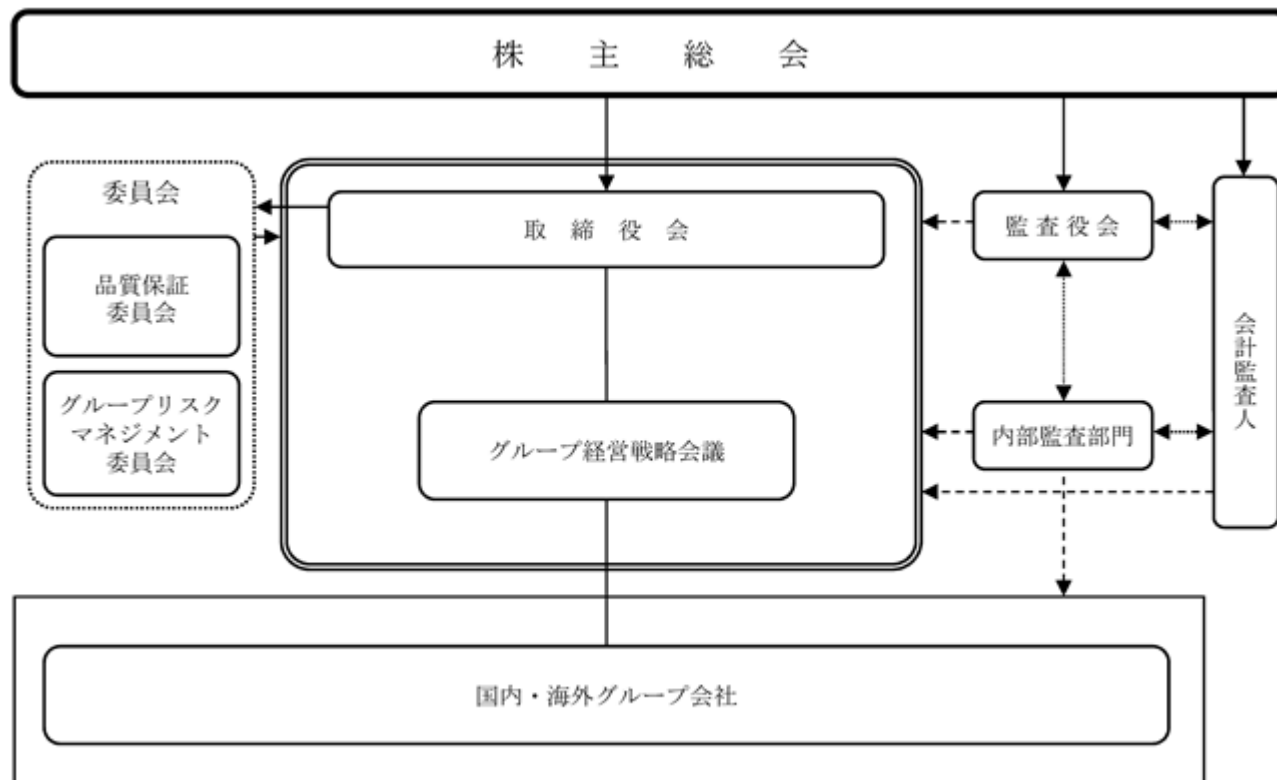 株主総会
委員会
取締役会
監査役会
品質保証
委員会
会計監査人
グループリスク
マネジメント
委員会
グループ経営戦略会議
内部監査部門
国内・海外グループ会社